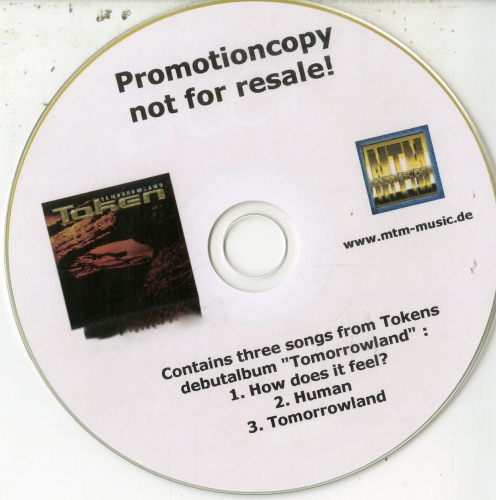 Promotioncopy
not for resale!
MTM
www.mtm-music.de
Token
Contains three songs from Tokens
debutalbum "Tomorrowland" :
1. How does it feel?
2. Human
3. Tomorrowland